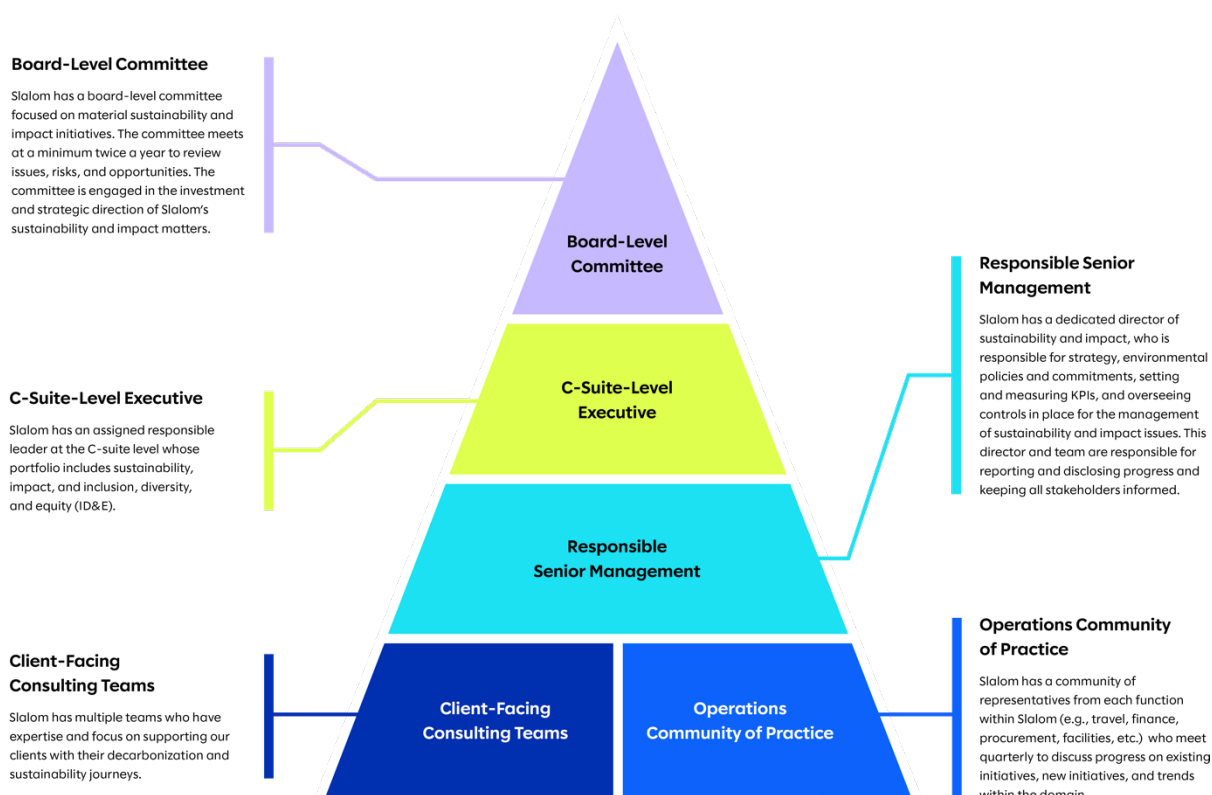 Board-Level Committee
Slalom has a board-level committee
focused on material sustainability and
impact initiatives. The committee meets
at a minimum twice a year to review
issues, risks, and opportunities. The
committee is engaged in the investment
and strategic direction of Slalom's
sustainability and impact matters.
Board-Level
Committee
Responsible Senior
Management
Slalom has a dedicated director of
sustainability and impact, who is
responsible for strategy, environmental
policies and commitments, setting
and measuring KPIs, and overseeing
controls in place for the management
of sustainability and impact issues. This
director and team are responsible for
reporting and disclosing progress and
keeping all stakeholders informed.
C-Suite-Level Executive
Slalom has an assigned responsible
leader at the C-suite level whose
portfolio includes sustainability,
impact, and inclusion, diversity,
and equity (ID&E).
C-Suite-Level
Executive
Responsible
Senior Management
Client-Facing
Consulting Teams
Slalom has multiple teams who have
expertise and focus on supporting our
clients with their decarbonization and
sustainability journeys.
Client-Facing
Consulting Teams
Operations
Community of Practice
Operations Community
of Practice
Slalom has a community of
representatives from each function
within Slalom (e.g., travel, finance,
procurement, facilities, etc.) who meet
quarterly to discuss progress on existing
initiatives, new initiatives, and trends
within the domain.